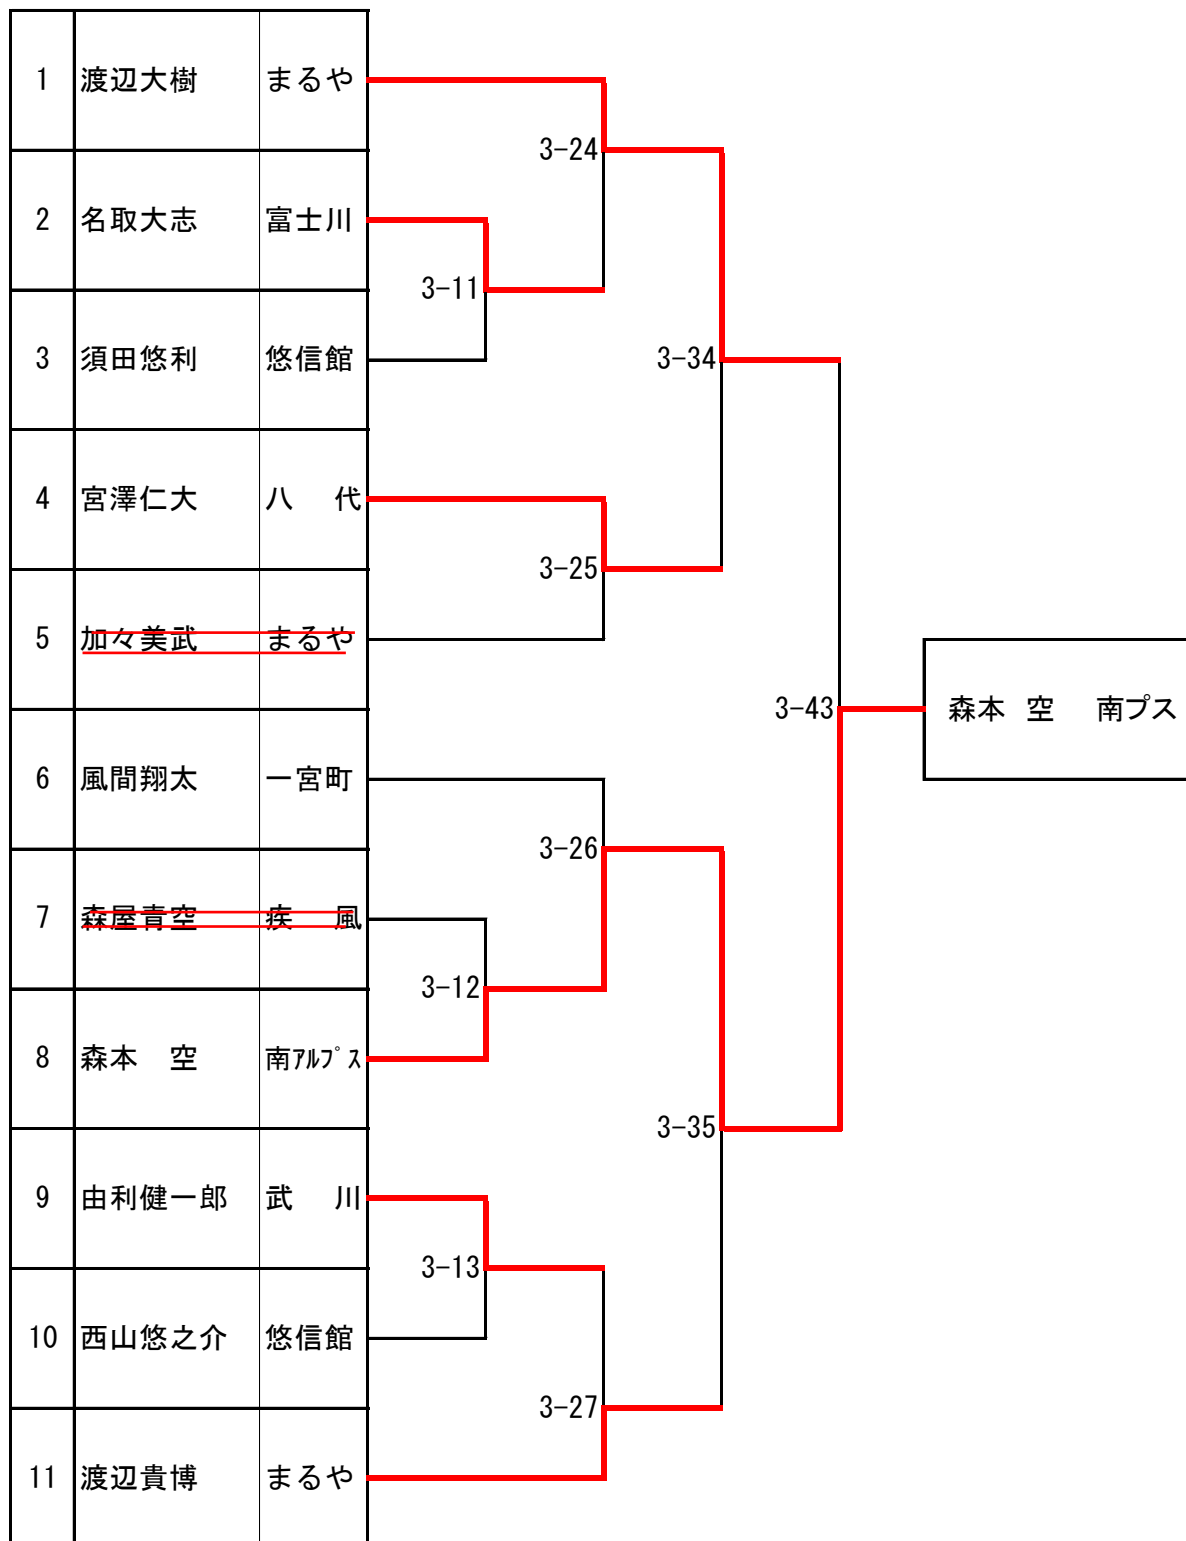 1 渡辺大樹 まるや
3-24
2 名取大志 富士川
3-11
3 須田悠利 悠信館
3-34
4 宮澤仁大 八 代
3-25
5 加々美武 まるや
3-43
森本 空 南プス
6 風間翔太 一宮町
3-26
7 森屋青空 疾 風
3-12
8 森本 空 南ｱﾙﾌﾟｽ
3-35
9 由利健一郎 武 川
3-13
10 西山悠之介 悠信館
3-27
11 渡辺貴博 まるや